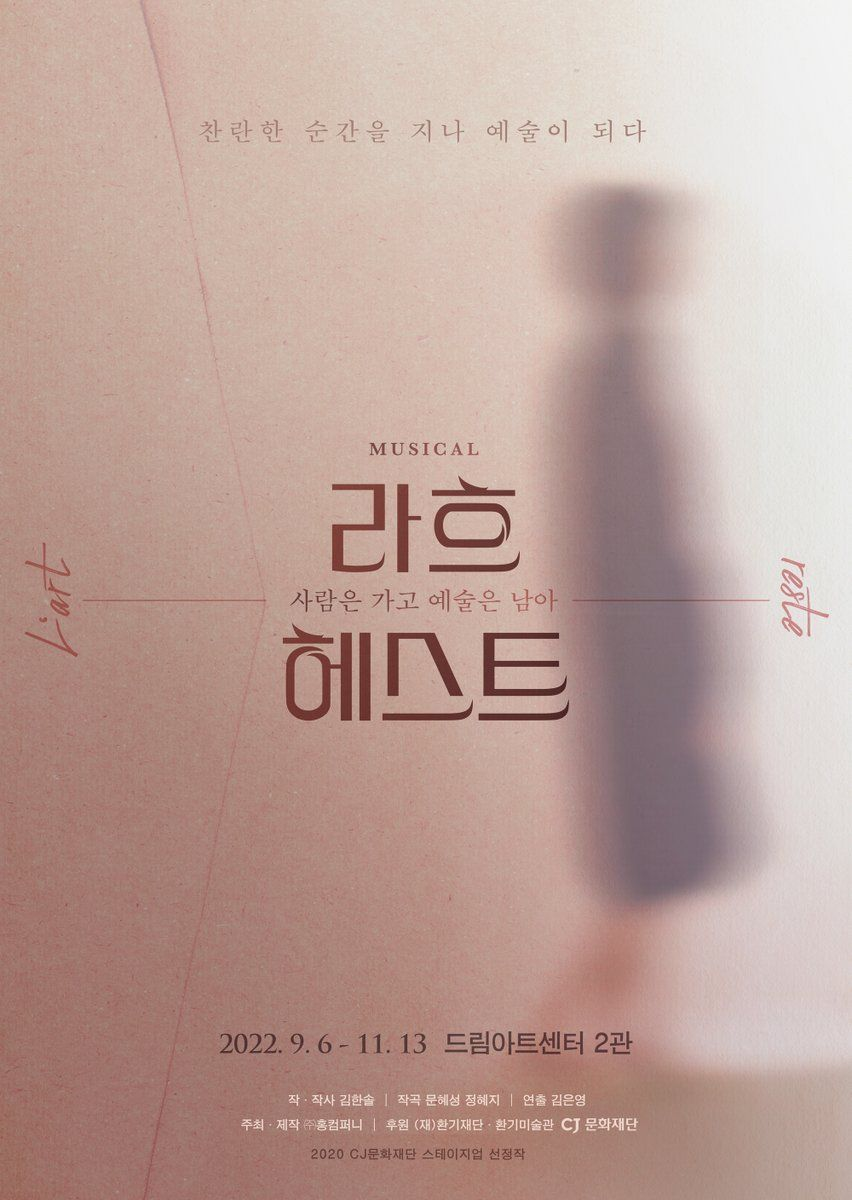 찬란한 순간을 지나 예술이 되다
MUSICAL
라흐
L'art
사람은 가고 예술은 남아
reste
헤스트
2022. 9. 6 - 11. 13 드림아트센터 2관
작 · 작사 김한솔 | 작곡 문혜성 정혜지 | 연출 김은영
주최 · 제작 ㈜홍컴퍼니 | 후원 (재)환기재단 · 환기미술관 CJ 문화재단
2020 CJ문화재단 스테이지업 선정작